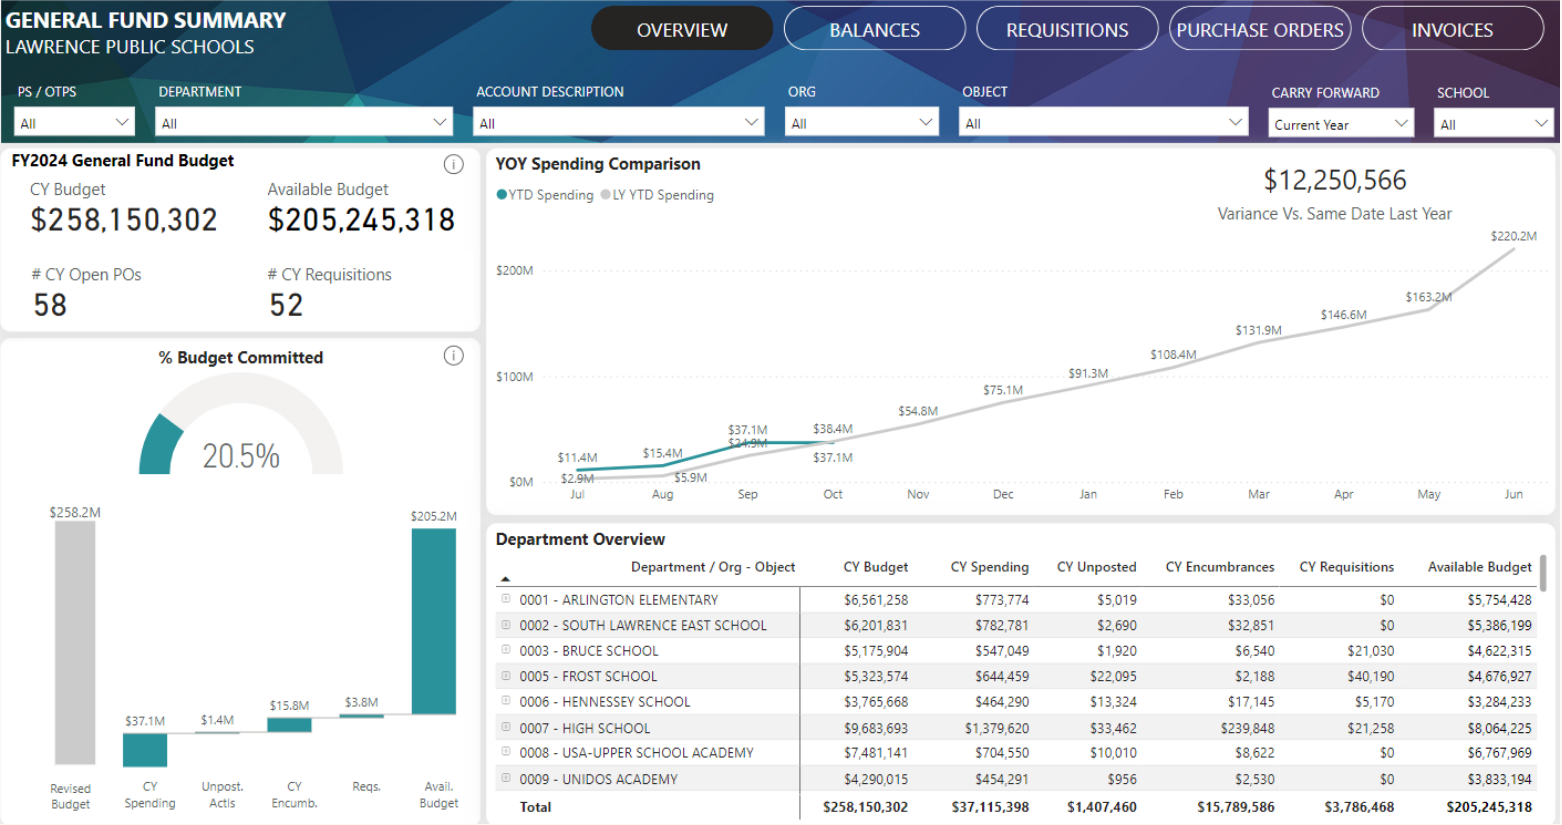 GENERAL FUND SUMMARY
LAWRENCE PUBLIC SCHOOLS
OVERVIEW
BALANCES
REQUISITIONS
PURCHASE ORDERS
INVOICES
PS / OTPS
DEPARTMENT
ACCOUNT DESCRIPTION
ORG
OBJECT
CARRY FORWARD
SCHOOL
All
All
All
All
All
Current Year
All
FY2024 General Fund Budget
CY Budget
Available Budget
$258,150,302
$205,245,318
# CY Open POs
# CY Requisitions
58
52
% Budget Committed
20.5%
$258.2M
$37.1M
$1.4M
$15.8M
$3.8M
$205.2M
Revised Budget
CY Spending
Unpost. Actls
CY Encumb.
Reqs.
Avail. Budget
YOY Spending Comparison
YTD Spending
LY YTD Spending
$12,250,566
Variance Vs. Same Date Last Year
$200M
$100M
$0M
$11.4M
$15.4M
$37.1M
$38.4M
$2.9M
$5.9M
$24.9M
$37.1M
$54.8M
$75.1M
$91.3M
$108.4M
$131.9M
$146.6M
$163.2M
$220.2M
Jul Aug Sep Oct Nov Dec Jan Feb Mar Apr May Jun
Department Overview
Department / Org - Object CY Budget CY Spending CY Unposted CY Encumbrances CY Requisitions Available Budget
0001 - ARLINGTON ELEMENTARY $6,561,258 $773,774 $5,019 $33,056 $0 $5,754,428
0002 - SOUTH LAWRENCE EAST SCHOOL $6,201,831 $782,781 $2,690 $32,851 $0 $5,386,199
0003 - BRUCE SCHOOL $5,175,904 $547,049 $1,920 $6,540 $21,030 $4,622,315
0005 - FROST SCHOOL $5,323,574 $644,459 $22,095 $2,188 $40,190 $4,676,927
0006 - HENNESSEY SCHOOL $3,765,668 $464,290 $13,324 $17,145 $5,170 $3,284,233
0007 - HIGH SCHOOL $9,683,693 $1,379,620 $33,462 $239,848 $21,258 $8,064,225
0008 - USA-UPPER SCHOOL ACADEMY $7,481,141 $704,550 $10,010 $8,622 $0 $6,767,969
0009 - UNIDOS ACADEMY $4,290,015 $454,291 $956 $2,530 $0 $3,833,194
Total $258,150,302 $37,115,398 $1,407,460 $15,789,586 $3,786,468 $205,245,318